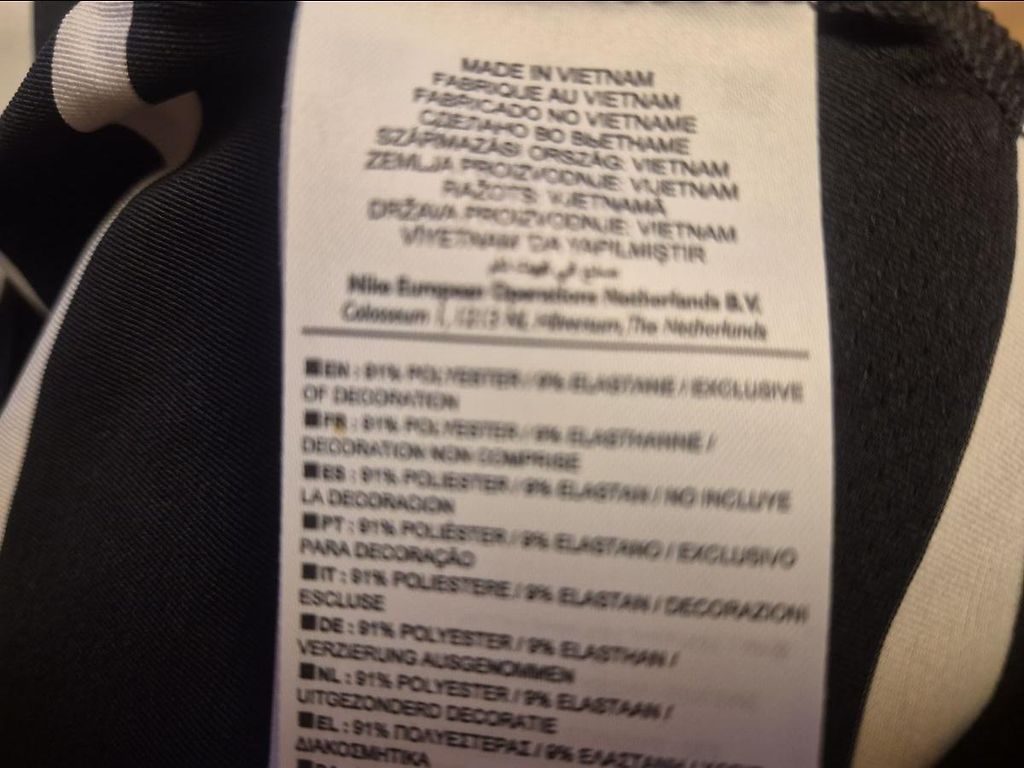 MADE IN VIETNAM
FABRIQUE AU VIETNAM
FABRICADO NO VIETNAME
СДЕЛАНО ВО ВЬЕТНАМЕ
SZÁRMAZÁSI ORSZÁG: VIETNAM
ZEMLJA PROIZVODNJE: VIJETNAM
RAŽOTS: VJETNAMĀ
DRŽAVA PROIZVODNJE: VIETNAM
VİYETNAM'DA YAPILMIŞTIR
صنع في فيتنام
Nike European Operations Netherlands B.V.
Colosseum 1, 1213 NL Hilversum, The Netherlands
■EN : 91% POLYESTER / 9% ELASTANE / EXCLUSIVE
OF DECORATION
■FR : 91% POLYESTER / 9% ELASTHANNE /
DECORATION NON COMPRISE
■ES : 91% POLIESTER / 9% ELASTAN / NO INCLUYE
LA DECORACION
■PT : 91% POLIÉSTER / 9% ELASTANO / EXCLUSIVO
PARA DECORAÇÃO
■IT : 91% POLIESTERE / 9% ELASTAN / DECORAZIONI
ESCLUSE
■DE : 91% POLYESTER / 9% ELASTHAN /
VERZIERUNG AUSGENOMMEN
■NL : 91% POLYESTER / 9% ELASTAAN /
UITGEZONDERD DECORATIE
■EL : 91% ΠΟΛΥΕΣΤΕΡΑΣ / 9% ΕΛΑΣΤΑΝΗ /
ΔΙΑΚΟΣΜΗΤΙΚΑ